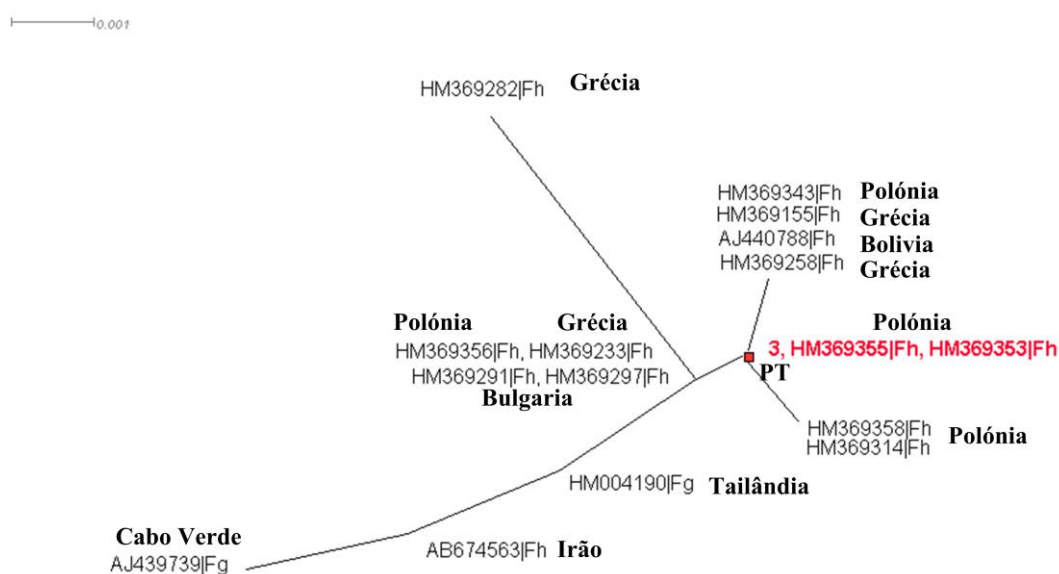 0.001
HM369282|Fh Grécia
HM369343|Fh Polónia
HM369155|Fh Grécia
AJ440788|Fh Bolivia
HM369258|Fh Grécia
Polónia Grécia
HM369356|Fh, HM369233|Fh
HM369291|Fh, HM369297|Fh
Bulgaria
Polónia
3, HM369355|Fh, HM369353|Fh
PT
HM369358|Fh
HM369314|Fh
Polónia
HM004190|Fg Tailândia
AB674563|Fh Irão
Cabo Verde
AJ439739|Fg